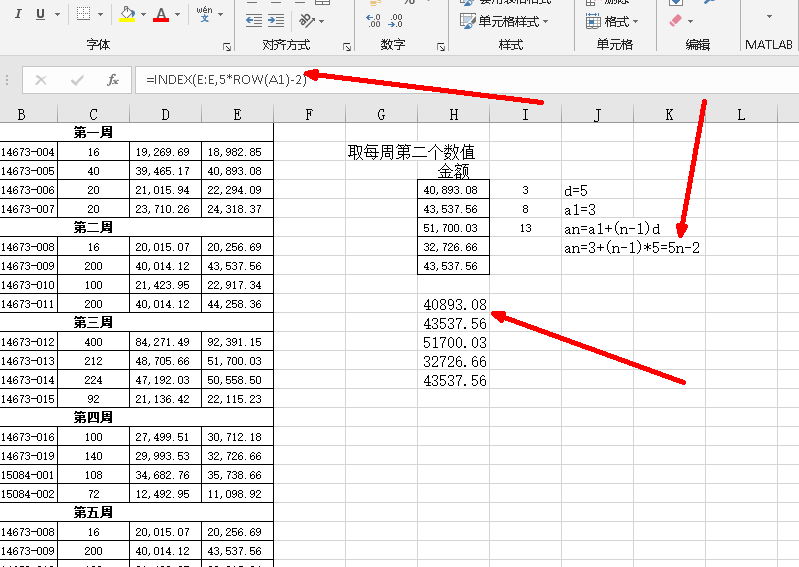 I U A wén 文 .00
字体 对齐方式 数字 单元格样式 样式 格式 单元格 编辑 MATLAB
fx =INDEX(E:E,5*ROW(A1)-2)
B C D E F G H I J K L
第一周
14673-004 16 19,269.69 18,982.85 取每周第二个数值
14673-005 40 39,465.17 40,893.08 金额
14673-006 20 21,015.94 22,294.09 40,893.08 3 d=5
14673-007 20 23,710.26 24,318.37 43,537.56 8 a1=3
第二周 51,700.03 13 an=a1+(n-1)d
14673-008 16 20,015.07 20,256.69 32,726.66 an=3+(n-1)*5=5n-2
14673-009 200 40,014.12 43,537.56 43,537.56
14673-010 100 21,423.95 22,917.34
14673-011 200 40,014.12 44,258.36 40893.08
第三周 43537.56
14673-012 400 84,271.49 92,391.15 51700.03
14673-013 212 48,705.66 51,700.03 32726.66
14673-014 224 47,192.03 50,558.50 43537.56
14673-015 92 21,136.42 22,115.23
第四周
14673-016 100 27,499.51 30,712.18
14673-019 140 29,993.53 32,726.66
15084-001 108 34,682.76 35,738.66
15084-002 72 12,492.95 11,098.92
第五周
14673-008 16 20,015.07 20,256.69
14673-009 200 40,014.12 43,537.56